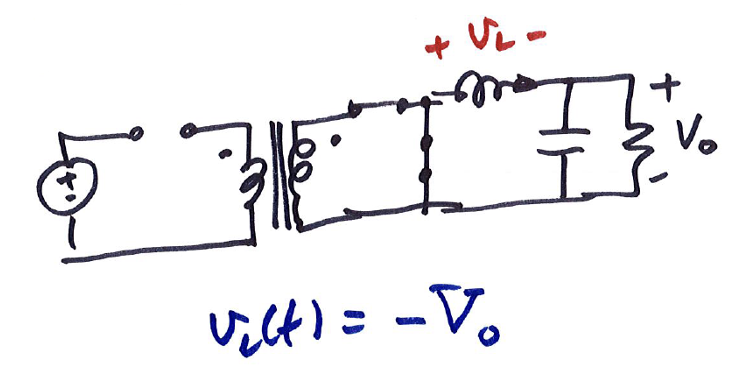 + vL -
+
Vo
-
+
-
vL(t) = -Vo